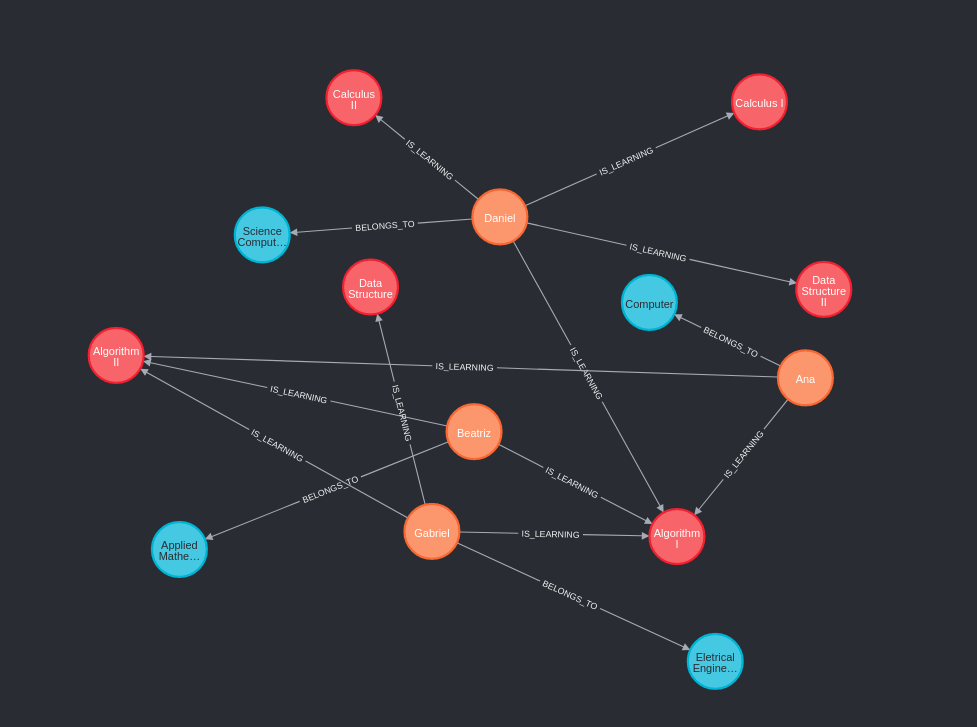 Calculus
II
Calculus I
IS_LEARNING
IS_LEARNING
Daniel
Science
Comput…
BELONGS_TO
IS_LEARNING
Data
Structure
Data
Structure
II
Computer
BELONGS_TO
Algorithm
II
IS_LEARNING
IS_LEARNING
Ana
IS_LEARNING
IS_LEARNING
Beatriz
IS_LEARNING
IS_LEARNING
IS_LEARNING
BELONGS_TO
Gabriel
IS_LEARNING
Algorithm
I
Applied
Mathe…
BELONGS_TO
Eletrical
Engine…